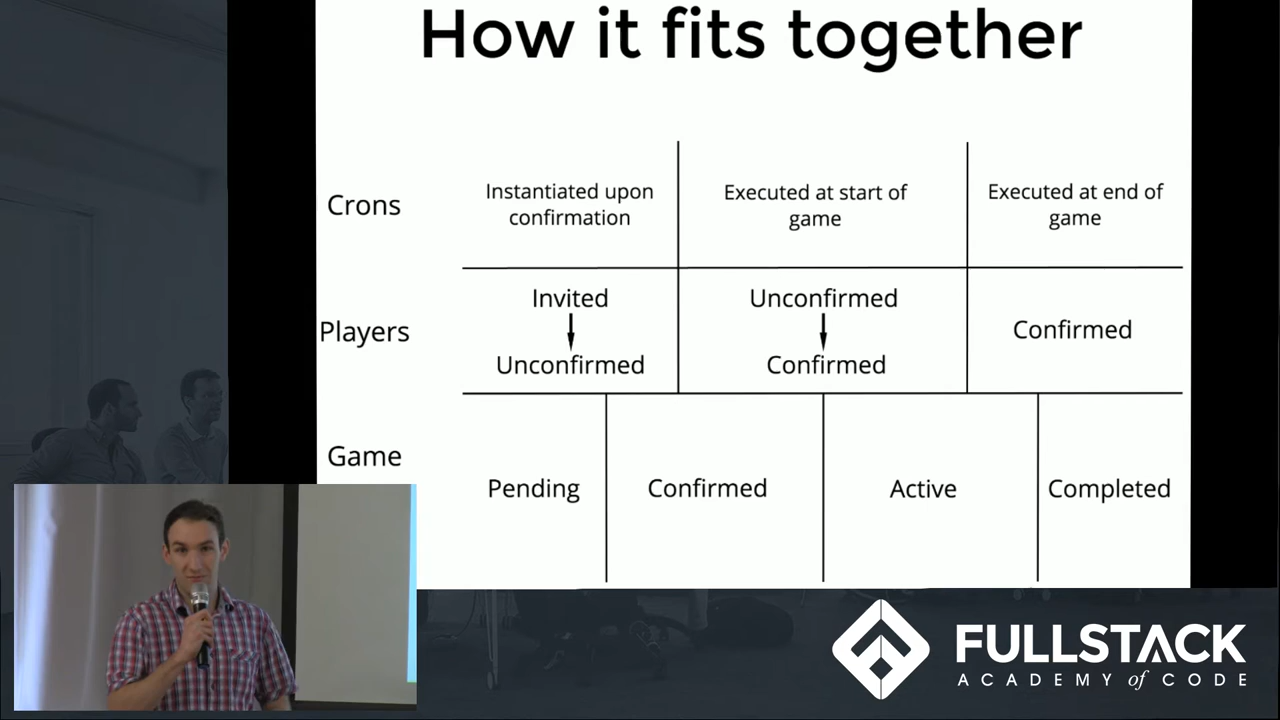 How it fits together
Crons
Instantiated upon
confirmation
Executed at start of
game
Executed at end of
game
Players
Invited
Unconfirmed
Unconfirmed
Confirmed
Confirmed
Game
Pending
Confirmed
Active
Completed
FULLSTACK
ACADEMY of CODE